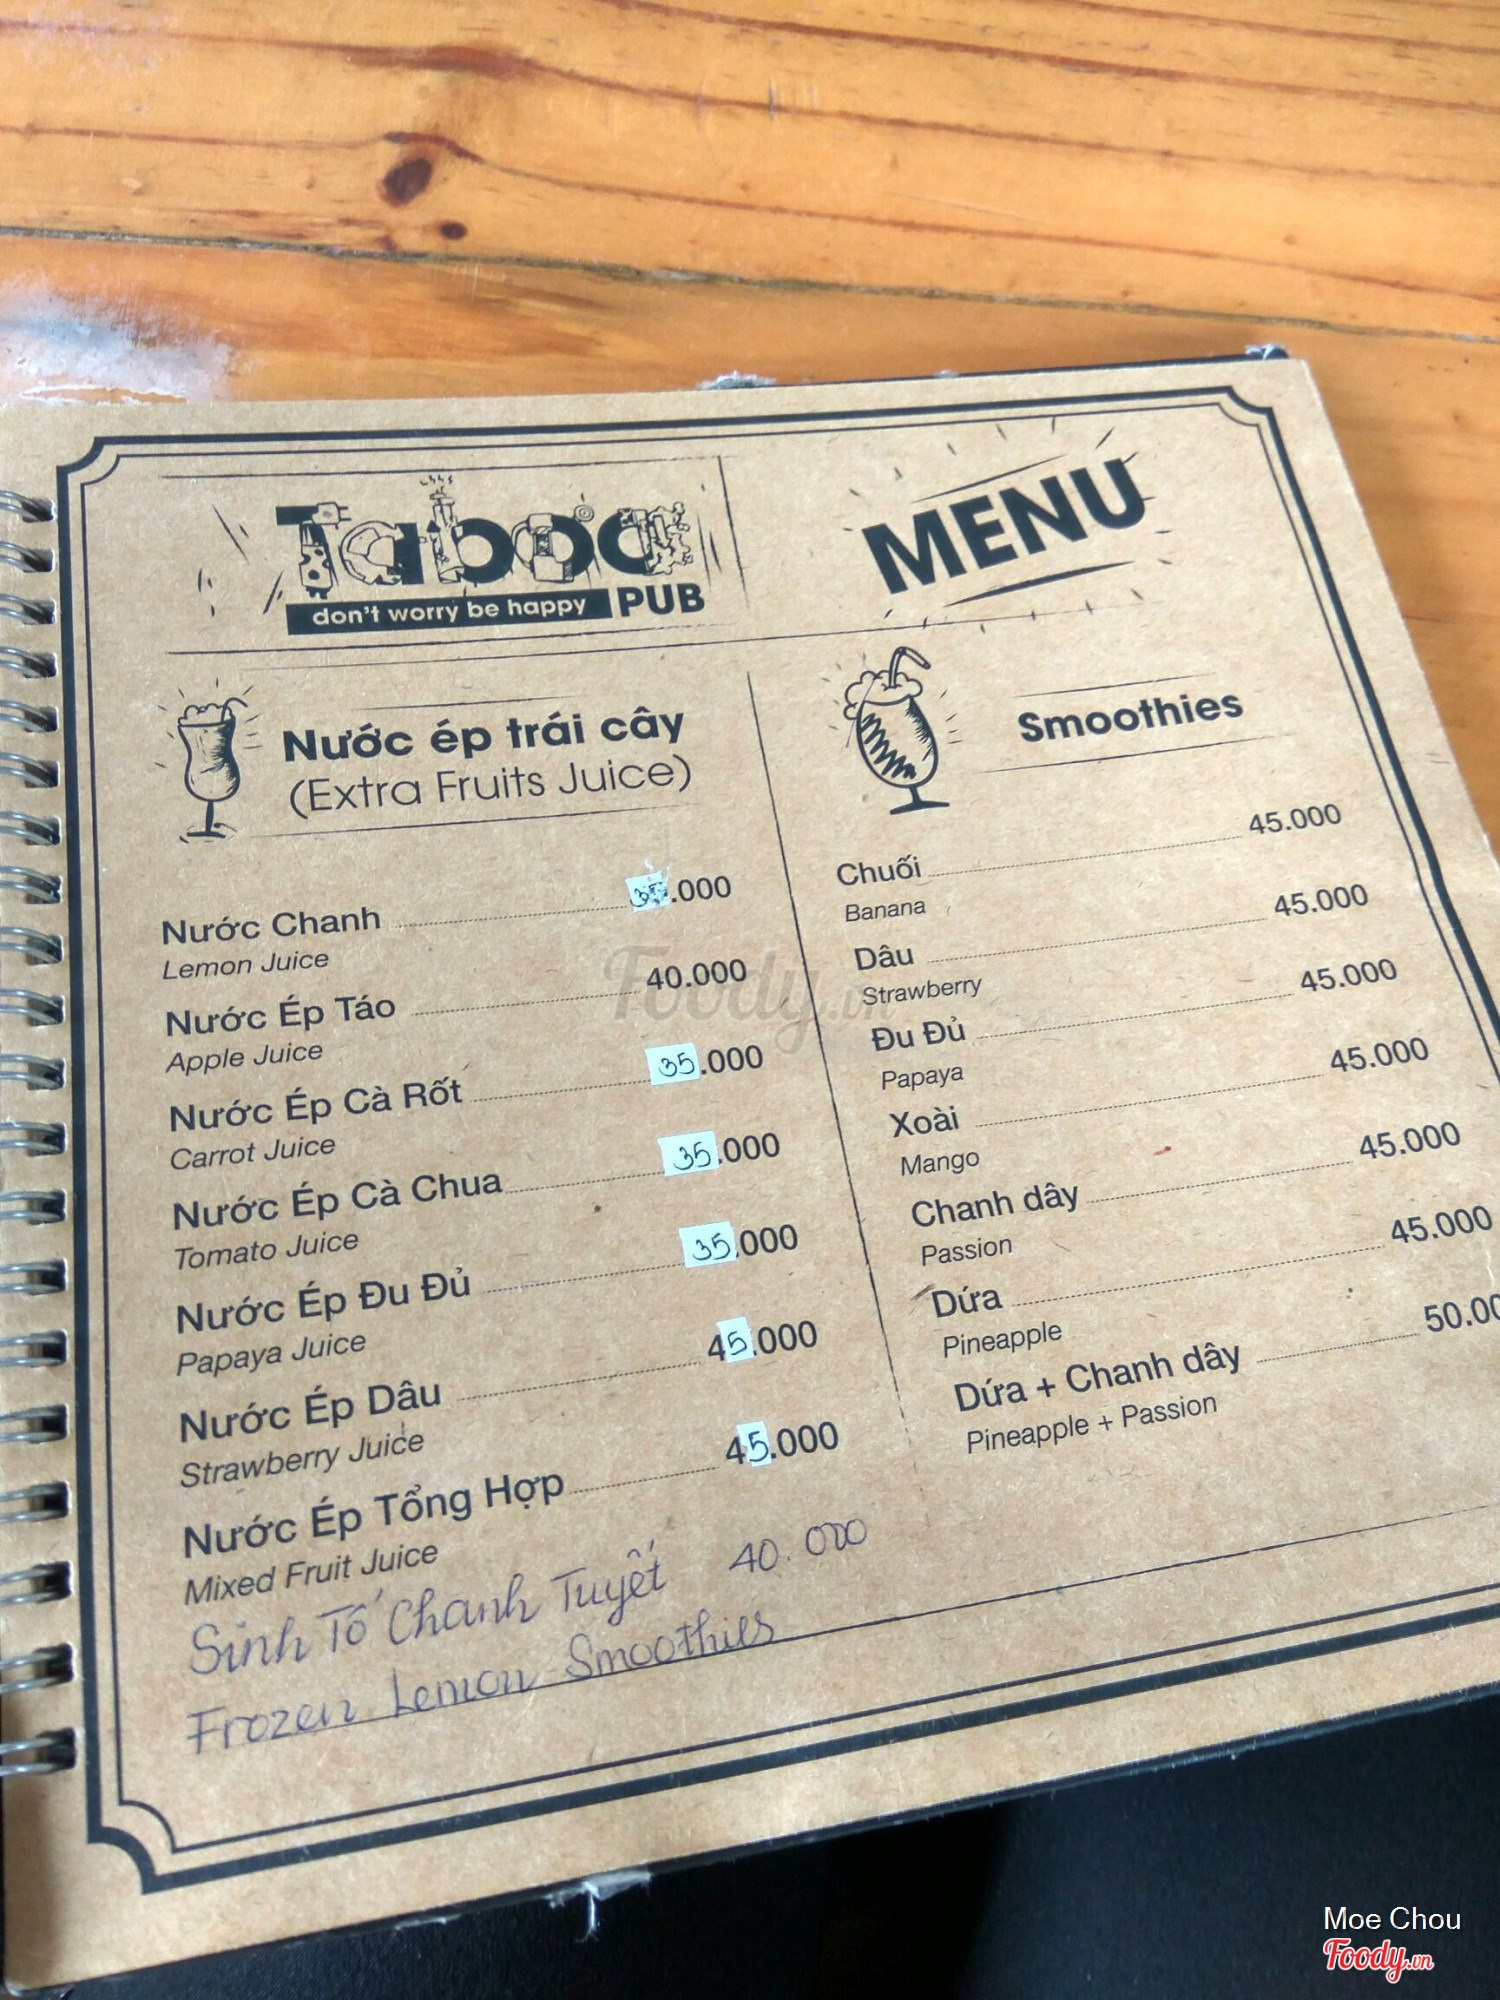 Taboo
don't worry be happy PUB
MENU
Nước ép trái cây
(Extra Fruits Juice)
Nước Chanh 35.000
Lemon Juice
Nước Ép Táo 40.000
Apple Juice
Nước Ép Cà Rốt 35.000
Carrot Juice
Nước Ép Cà Chua 35.000
Tomato Juice
Nước Ép Đu Đủ 35.000
Papaya Juice
Nước Ép Dâu 45.000
Strawberry Juice
Nước Ép Tổng Hợp 45.000
Mixed Fruit Juice
Sinh Tố Chanh Tuyết 40.000
Frozen Lemon Smoothies
Smoothies
Chuối 45.000
Banana
Dâu 45.000
Strawberry
Đu Đủ 45.000
Papaya
Xoài 45.000
Mango
Chanh dây 45.000
Passion
Dứa 45.000
Pineapple
Dứa + Chanh dây 50.00
Pineapple + Passion
Foody.vn
Moe Chou
Foody.vn